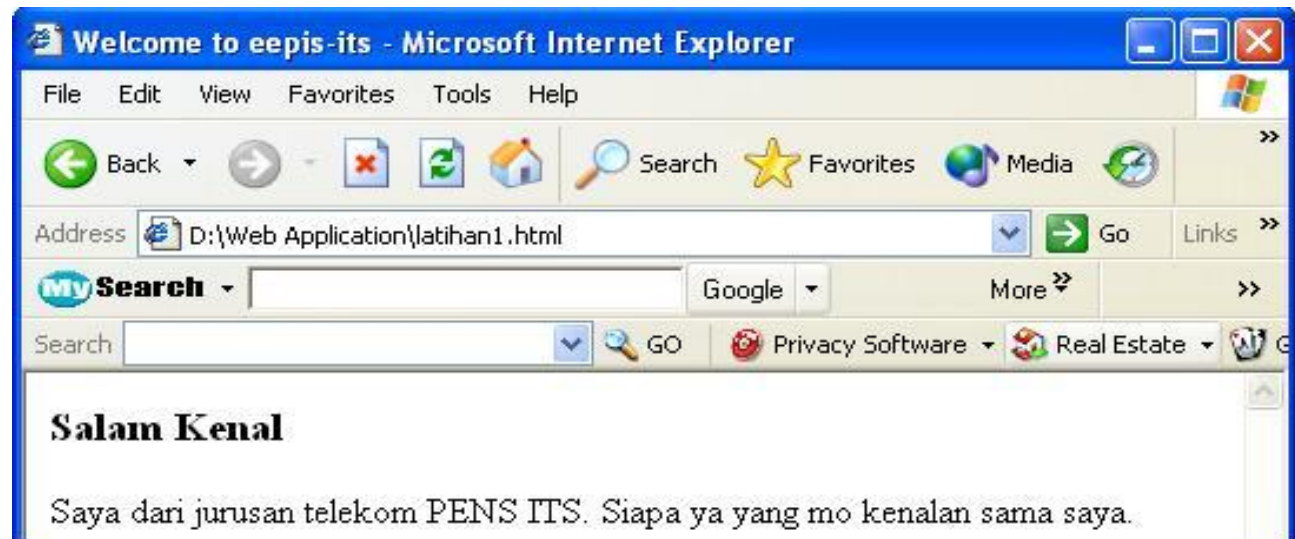 Welcome to eepis-its - Microsoft Internet Explorer
File Edit View Favorites Tools Help
Back Search Favorites Media »
Address D:\Web Application\latihan1.html Go Links »
My Search Google More » »
Search GO Privacy Software Real Estate G
Salam Kenal
Saya dari jurusan telekom PENS ITS. Siapa ya yang mo kenalan sama saya.